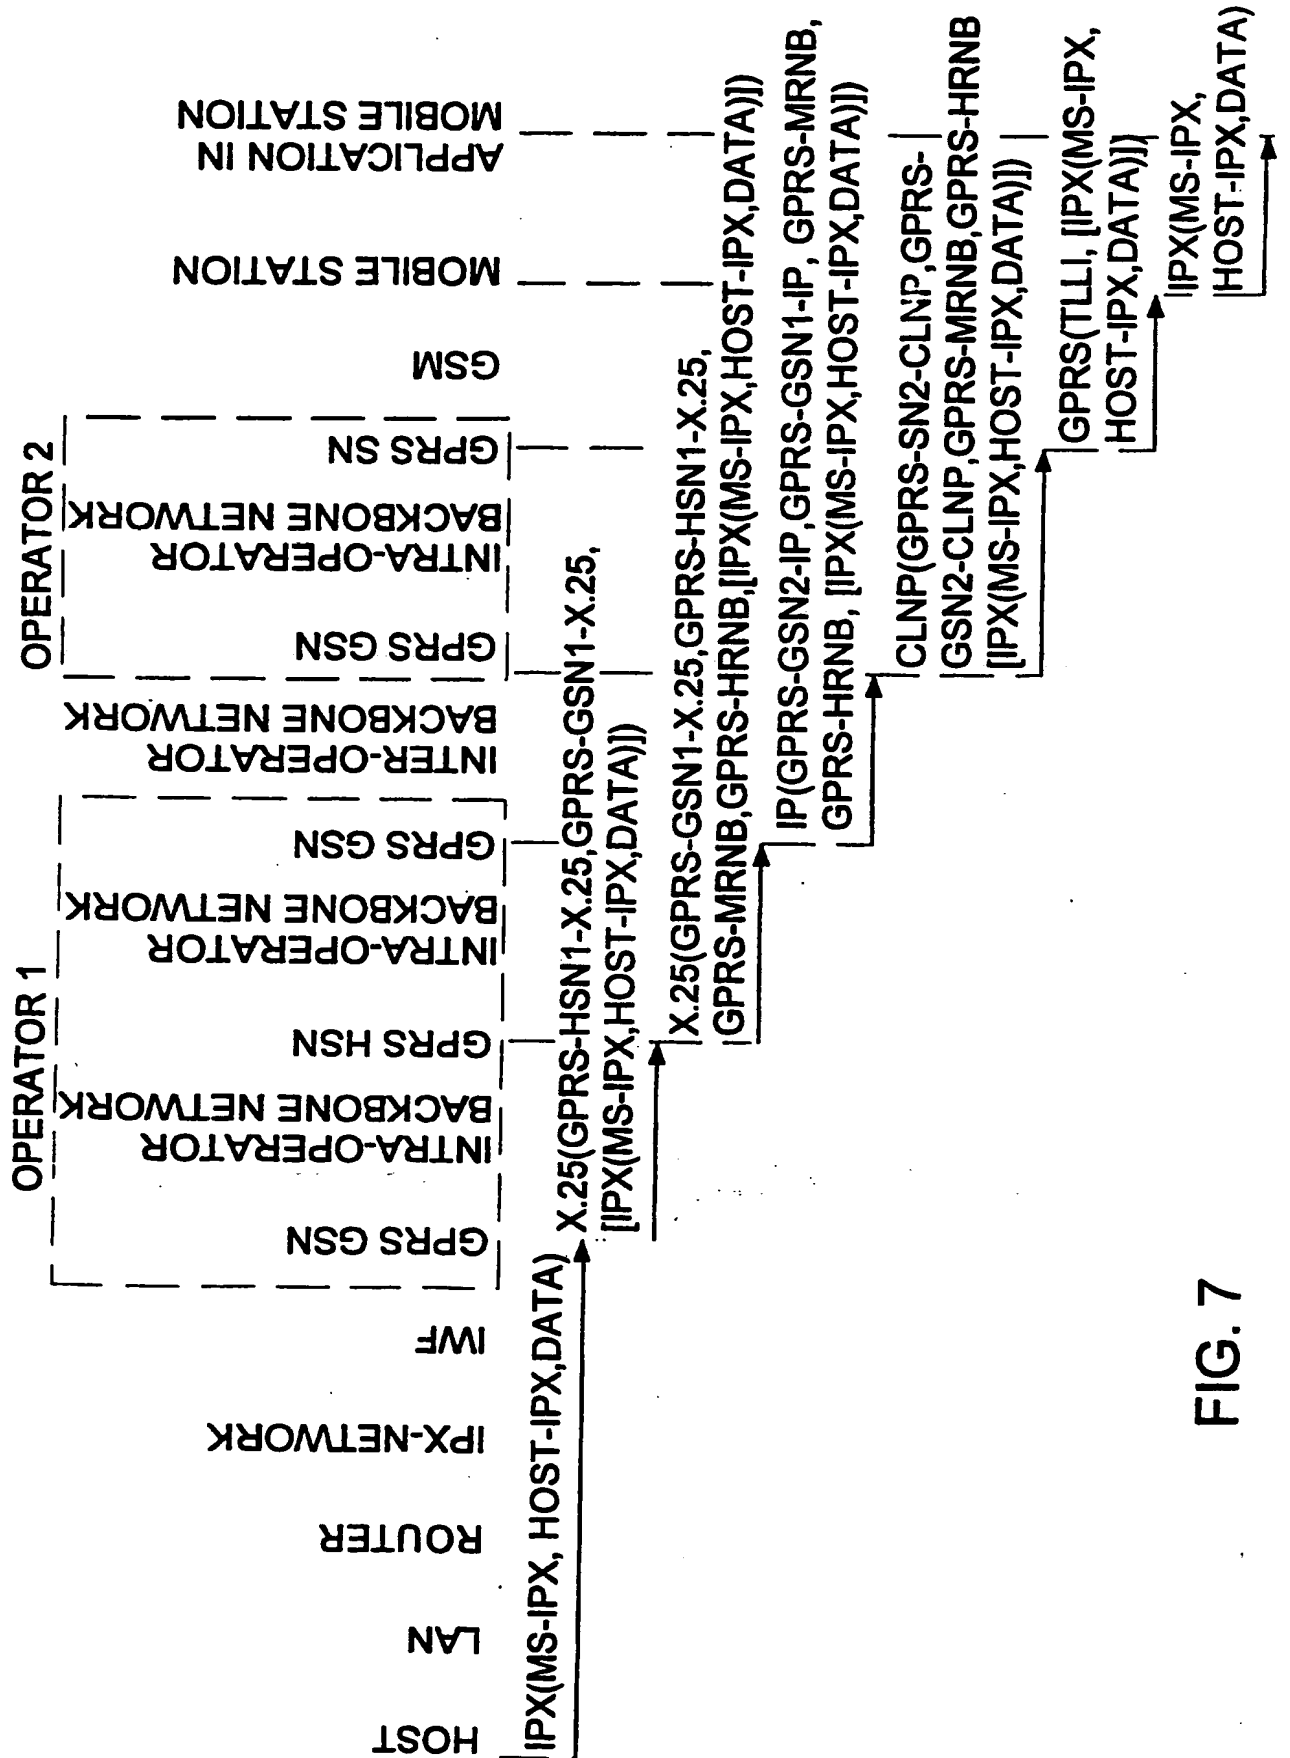 OPERATOR 1
OPERATOR 2
HOST
LAN
ROUTER
IPX-NETWORK
IWF
GPRS GSN
INTRA-OPERATOR
BACKBONE NETWORK
GPRS HSN
INTRA-OPERATOR
BACKBONE NETWORK
GPRS GSN
INTER-OPERATOR
BACKBONE NETWORK
GPRS GSN
INTRA-OPERATOR
BACKBONE NETWORK
GPRS SN
GSM
MOBILE STATION
APPLICATION IN
MOBILE STATION
IPX(MS-IPX, HOST-IPX,DATA)
X.25(GPRS-HSN1-X.25,GPRS-GSN1-X.25,
[IPX(MS-IPX,HOST-IPX,DATA)])
X.25(GPRS-GSN1-X.25,GPRS-HSN1-X.25,
GPRS-MRNB,GPRS-HRNB,[IPX(MS-IPX,HOST-IPX,DATA)])
IP(GPRS-GSN2-IP,GPRS-GSN1-IP, GPRS-MRNB,
GPRS-HRNB, [IPX(MS-IPX,HOST-IPX,DATA)])
CLNP(GPRS-SN2-CLNP,GPRS-
GSN2-CLNP,GPRS-MRNB,GPRS-HRNB
[IPX(MS-IPX,HOST-IPX,DATA)])
GPRS(TLLI, [IPX(MS-IPX,
HOST-IPX,DATA)])
IPX(MS-IPX,
HOST-IPX,DATA)
FIG. 7